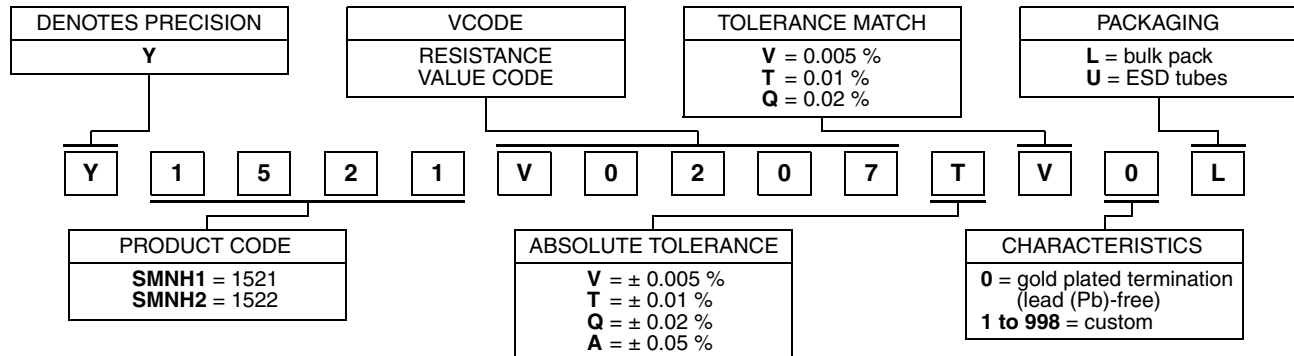 DENOTES PRECISION
Y
VCODE
RESISTANCE
VALUE CODE
TOLERANCE MATCH
V = 0.005 %
T = 0.01 %
Q = 0.02 %
PACKAGING
L = bulk pack
U = ESD tubes
Y 1 5 2 1 V 0 2 0 7 T V 0 L
PRODUCT CODE
SMNH1 = 1521
SMNH2 = 1522
ABSOLUTE TOLERANCE
V = ± 0.005 %
T = ± 0.01 %
Q = ± 0.02 %
A = ± 0.05 %
CHARACTERISTICS
0 = gold plated termination
(lead (Pb)-free)
1 to 998 = custom